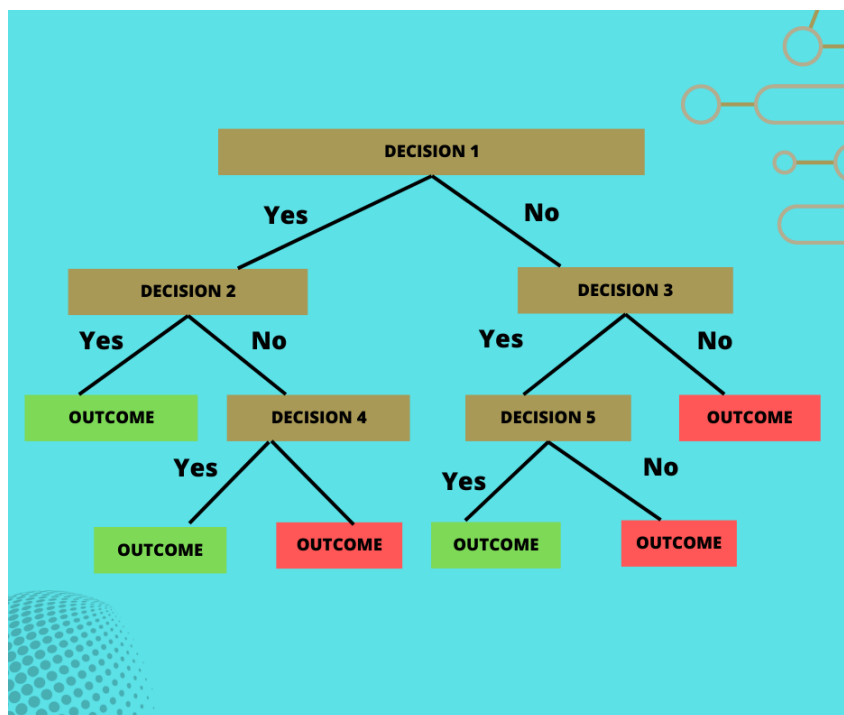 DECISION 1
Yes
No
DECISION 2
DECISION 3
Yes
No
Yes
No
OUTCOME
DECISION 4
DECISION 5
OUTCOME
Yes
Yes
No
OUTCOME
OUTCOME
OUTCOME
OUTCOME